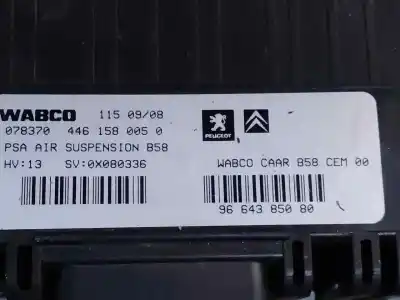 WABCO 115 09/08
078370 446 158 005 0
PSA AIR SUSPENSION B58
HV:13 SV:0X080336
PEUGEOT
WABCO CAAR B58 CEM 00
96 643 850 80